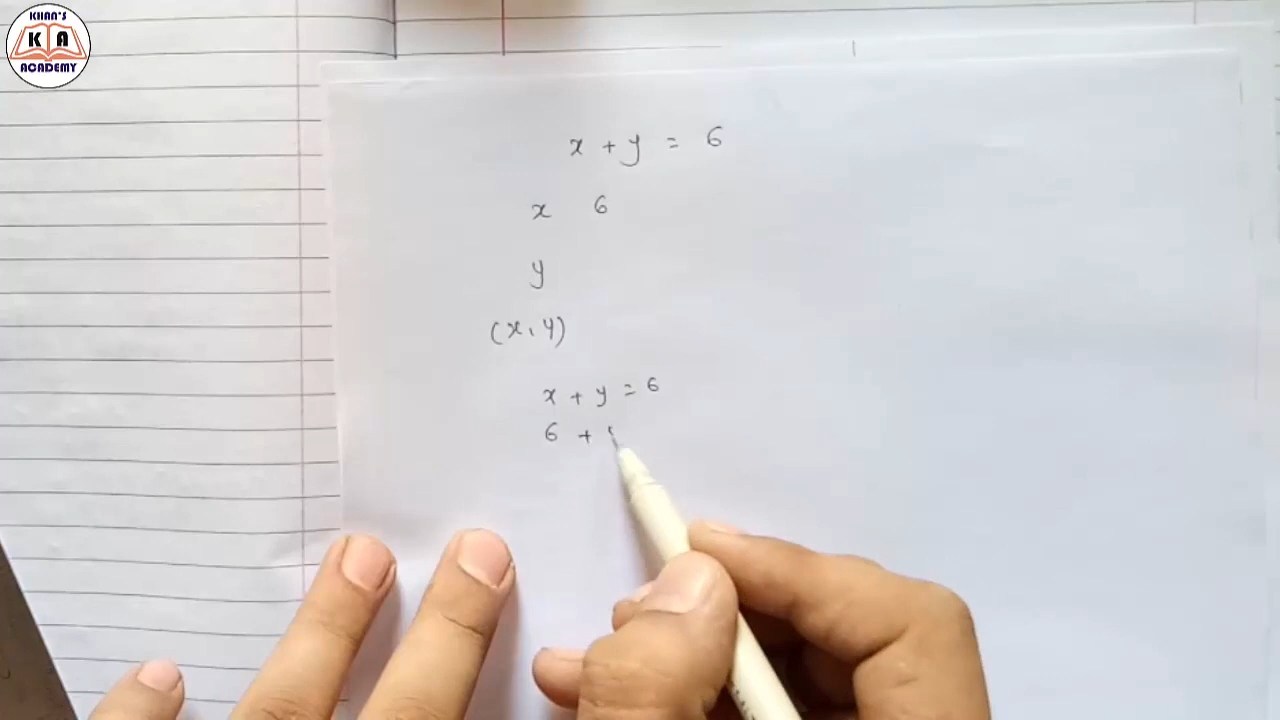 KHAN'S
K A
ACADEMY
x + y = 6
x 6
y
(x, y)
x + y = 6
6 +